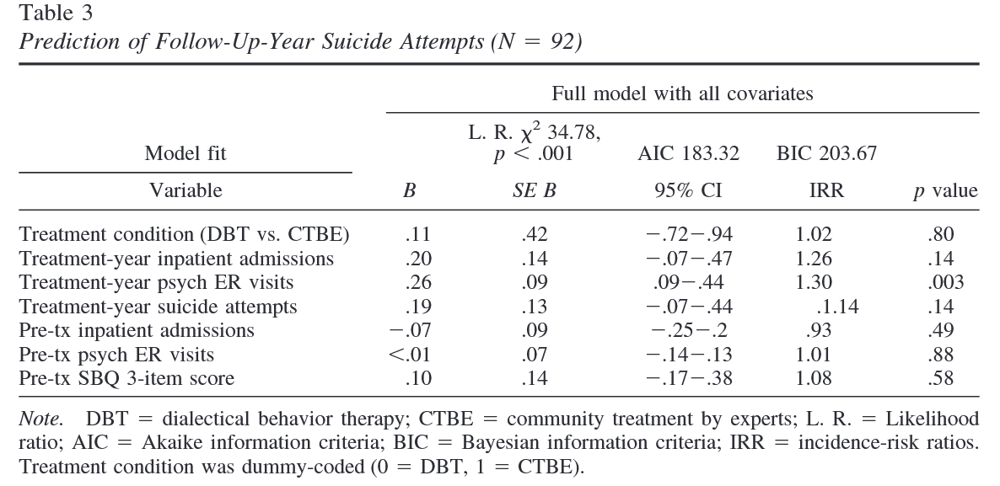 Table 3
Prediction of Follow-Up-Year Suicide Attempts (N = 92)
Full model with all covariates
Model fit L. R. χ² 34.78, p < .001 AIC 183.32 BIC 203.67
Variable B SE B 95% CI IRR p value
Treatment condition (DBT vs. CTBE) .11 .42 −.72−.94 1.02 .80
Treatment-year inpatient admissions .20 .14 −.07−.47 1.26 .14
Treatment-year psych ER visits .26 .09 .09−.44 1.30 .003
Treatment-year suicide attempts .19 .13 −.07−.44 .1.14 .14
Pre-tx inpatient admissions −.07 .09 −.25−.2 .93 .49
Pre-tx psych ER visits <.01 .07 −.14−.13 1.01 .88
Pre-tx SBQ 3-item score .10 .14 −.17−.38 1.08 .58
Note. DBT = dialectical behavior therapy; CTBE = community treatment by experts; L. R. = Likelihood
ratio; AIC = Akaike information criteria; BIC = Bayesian information criteria; IRR = incidence-risk ratios.
Treatment condition was dummy-coded (0 = DBT, 1 = CTBE).